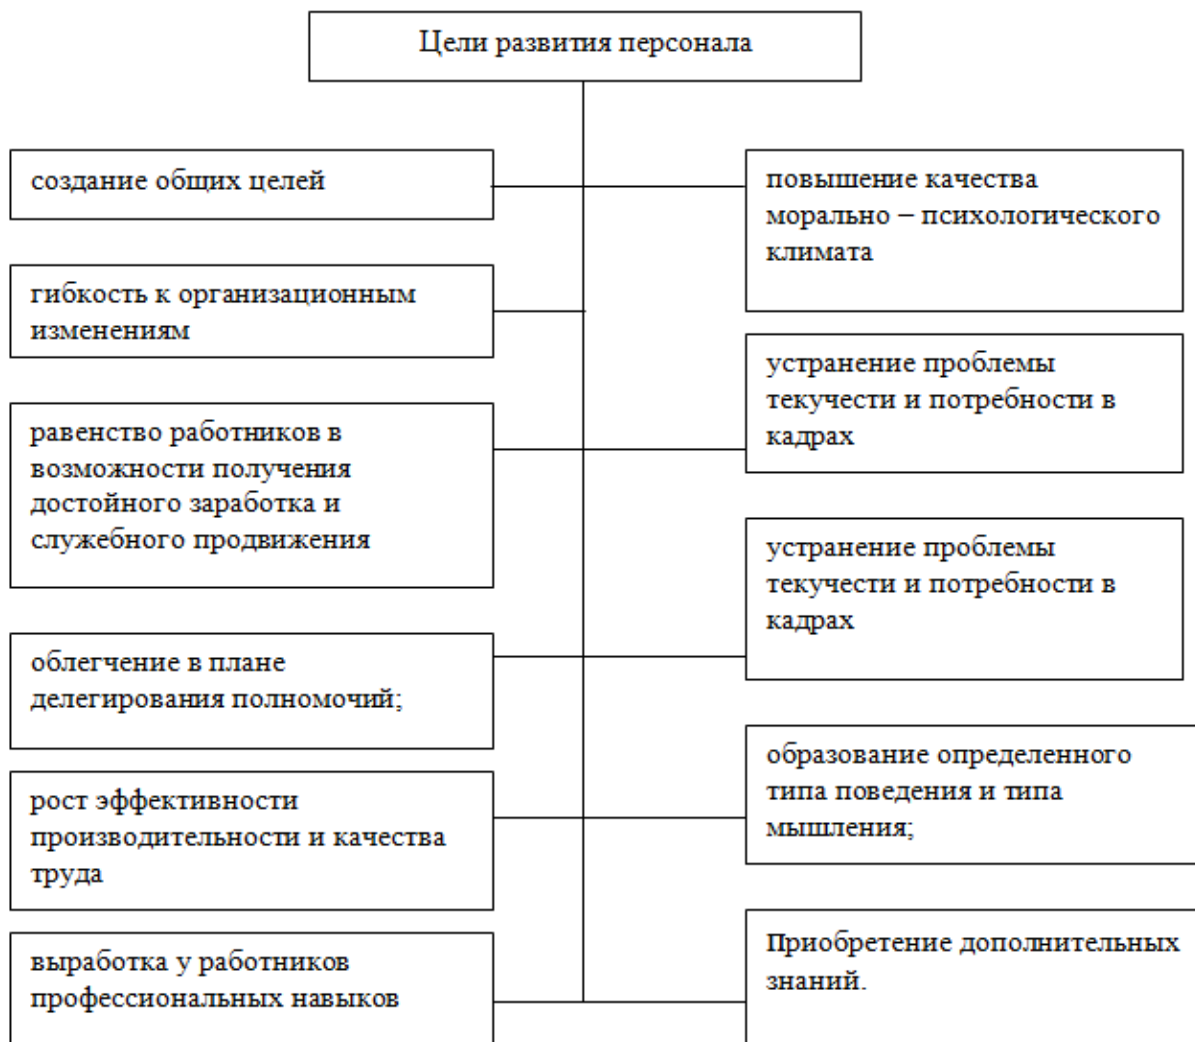 Цели развития персонала
создание общих целей
гибкость к организационным
изменениям
равенство работников в
возможности получения
достойного заработка и
служебного продвижения
облегчение в плане
делегирования полномочий;
рост эффективности
производительности и качества
труда
выработка у работников
профессиональных навыков
повышение качества
морально – психологического
климата
устранение проблемы
текучести и потребности в
кадрах
устранение проблемы
текучести и потребности в
кадрах
образование определенного
типа поведения и типа
мышления;
Приобретение дополнительных
знаний.